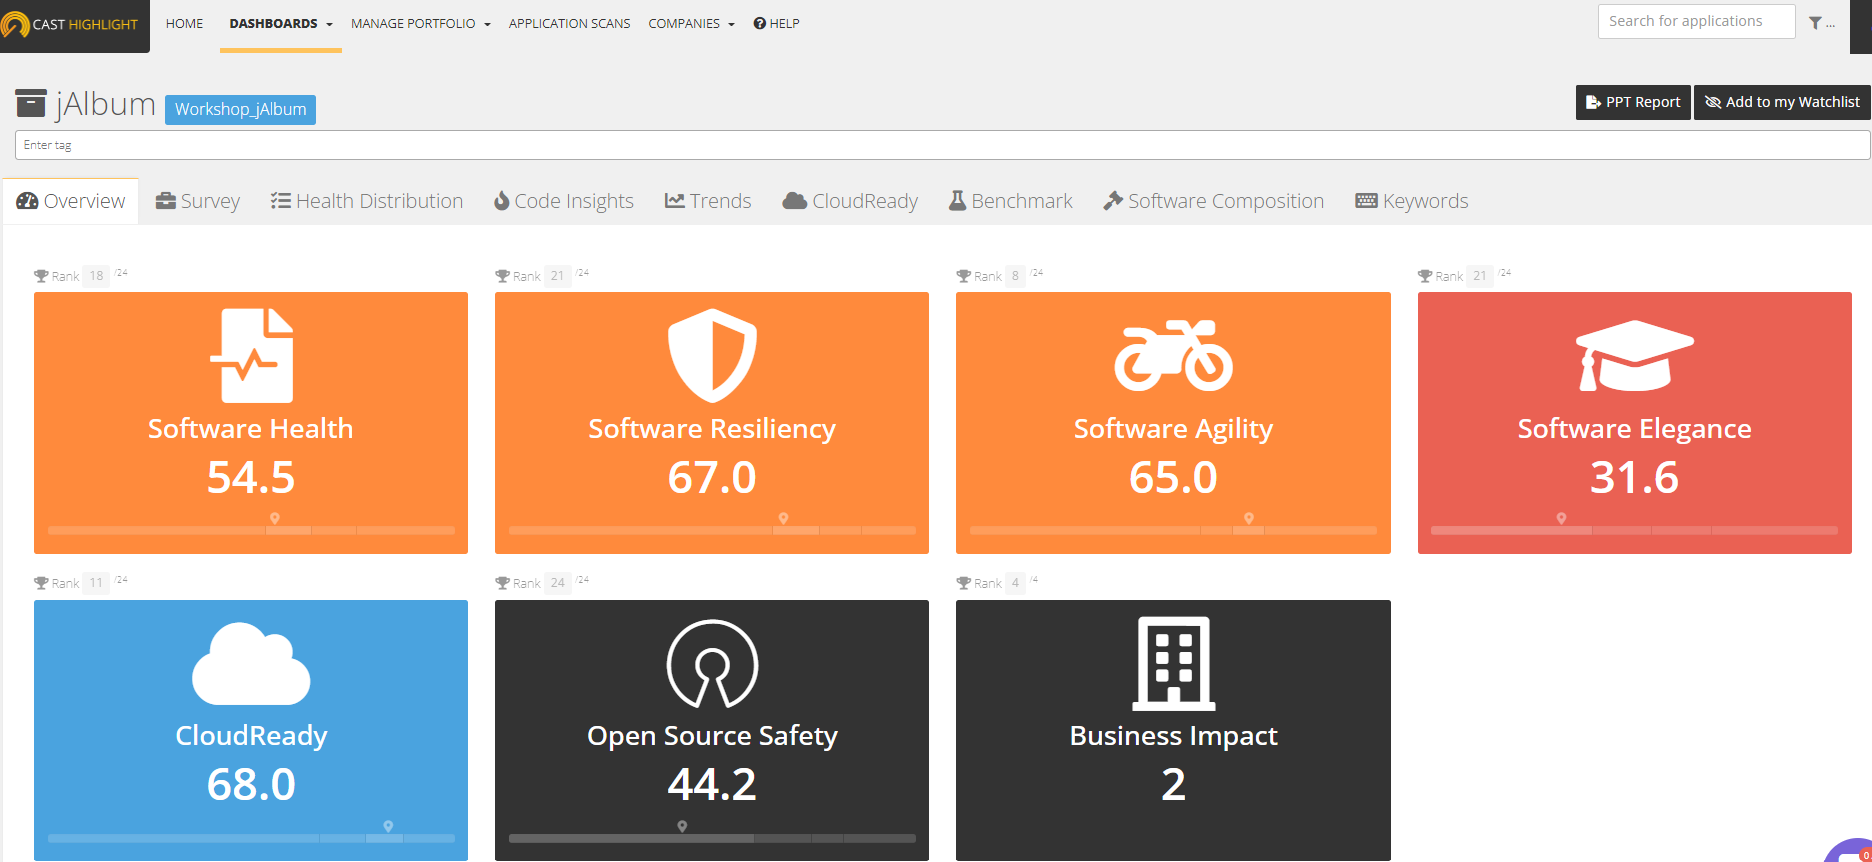 CAST HIGHLIGHT
HOME DASHBOARDS MANAGE PORTFOLIO APPLICATION SCANS COMPANIES HELP
Search for applications ...
jAlbum Workshop_jAlbum
PPT Report Add to my Watchlist
Enter tag
Overview Survey Health Distribution Code Insights Trends CloudReady Benchmark Software Composition Keywords
Rank 18 /24
Software Health
54.5
Rank 21 /24
Software Resiliency
67.0
Rank 8 /24
Software Agility
65.0
Rank 21 /24
Software Elegance
31.6
Rank 11 /24
CloudReady
68.0
Rank 24 /24
Open Source Safety
44.2
Rank 4 /4
Business Impact
2
0